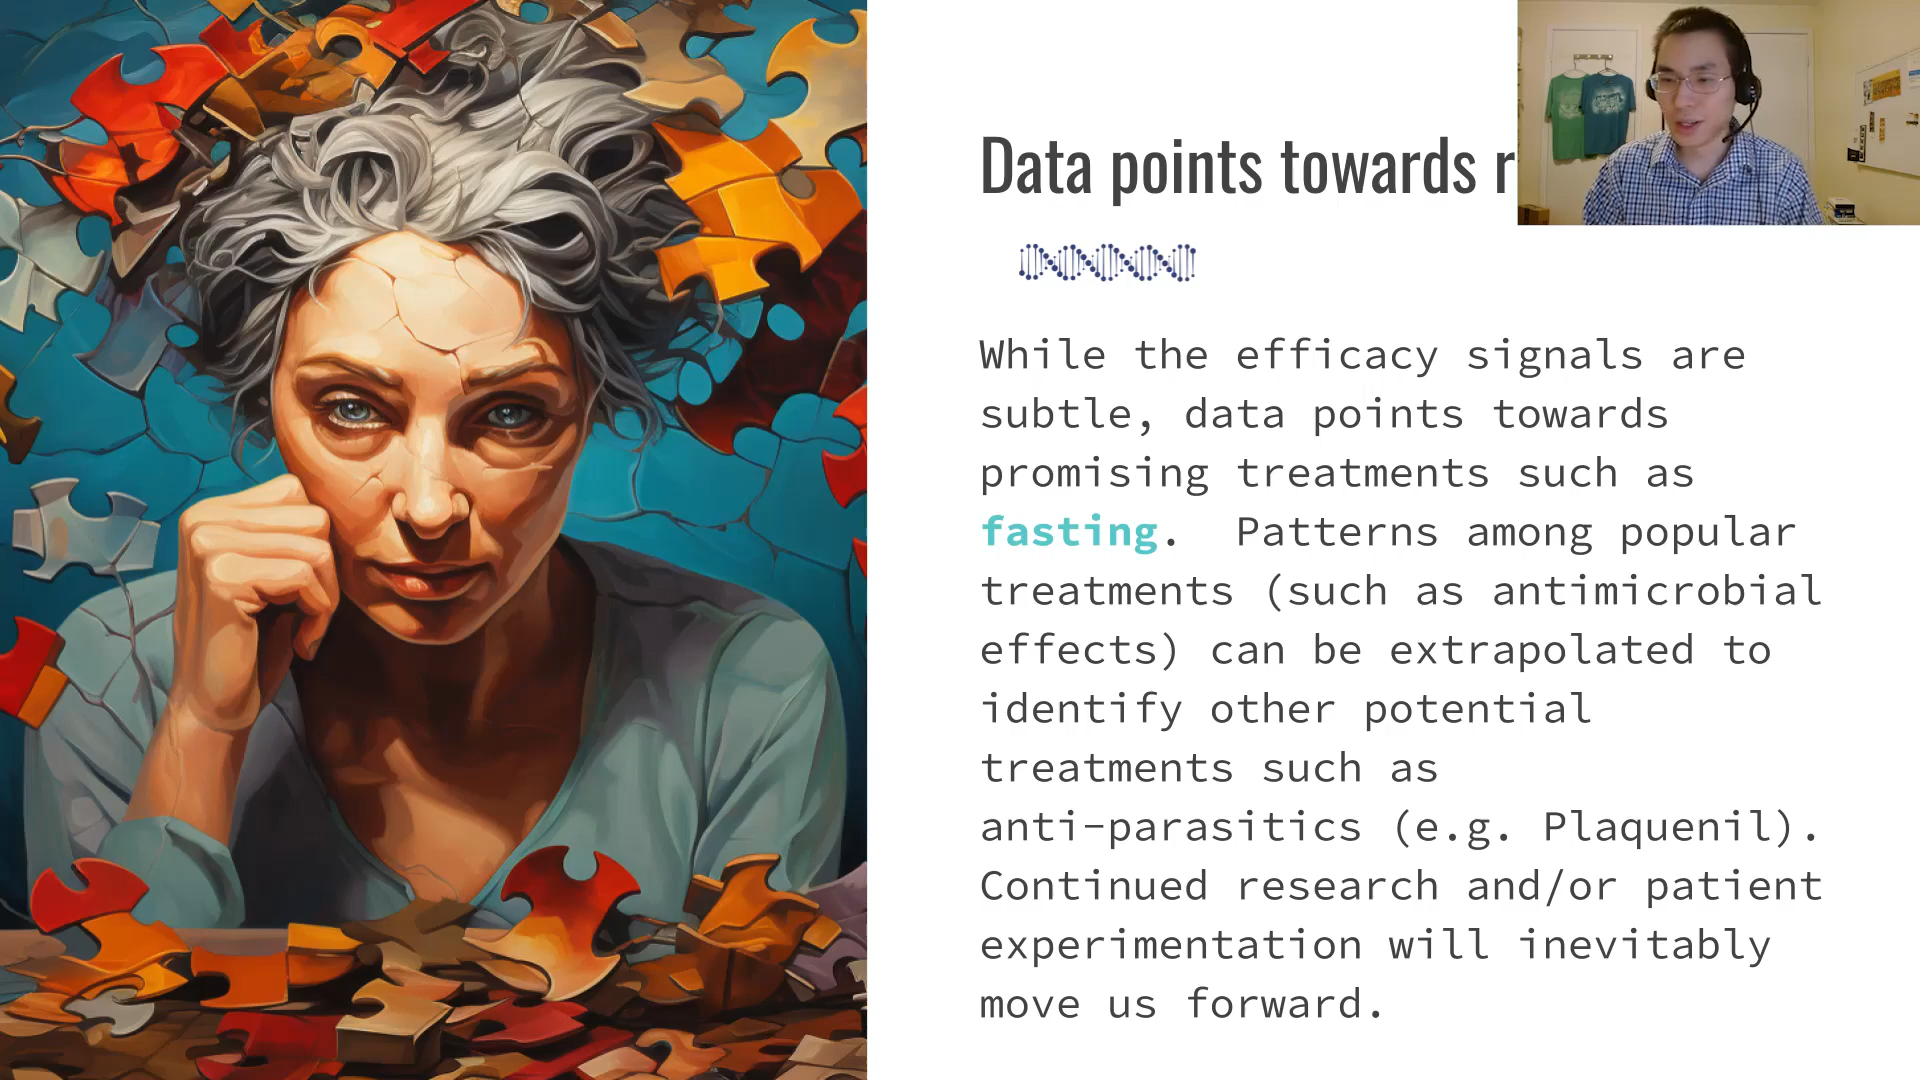 Data points towards
While the efficacy signals are
subtle, data points towards
promising treatments such as
fasting.  Patterns among popular
treatments (such as antimicrobial
effects) can be extrapolated to
identify other potential
treatments such as
anti-parasitics (e.g. Plaquenil).
Continued research and/or patient
experimentation will inevitably
move us forward.